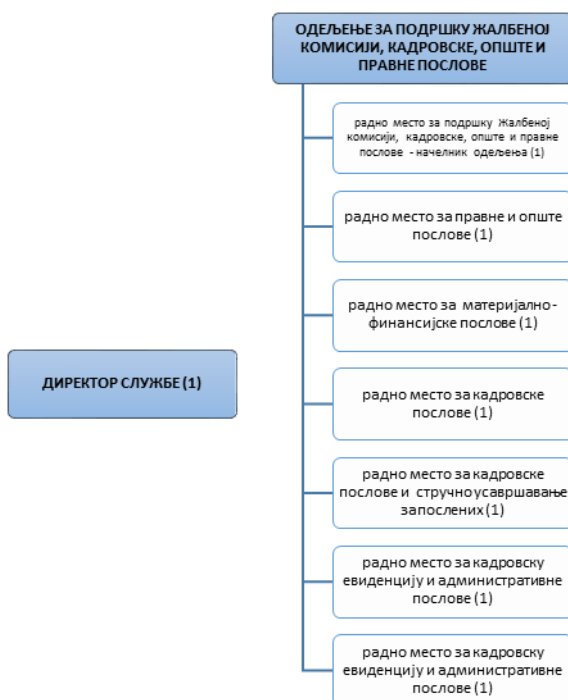 ОДЕЉЕЊЕ ЗА ПОДРШКУ ЖАЛБЕНОЈ
КОМИСИЈИ, КАДРОВСКЕ, ОПШТЕ И
ПРАВНЕ ПОСЛОВЕ
радно место за подршку Жалбеној
комисији, кадровске, опште и правне
послове - начелник одељења (1)
радно место за правне и опште
послове (1)
радно место за материјално-
финансијске послове (1)
ДИРЕКТОР СЛУЖБЕ (1)
радно место за кадровске
послове (1)
радно место за кадровске
послове и стручно усавршавање
запослених (1)
радно место за кадровску
евиденцију и административне
послове (1)
радно место за кадровску
евиденцију и административне
послове (1)